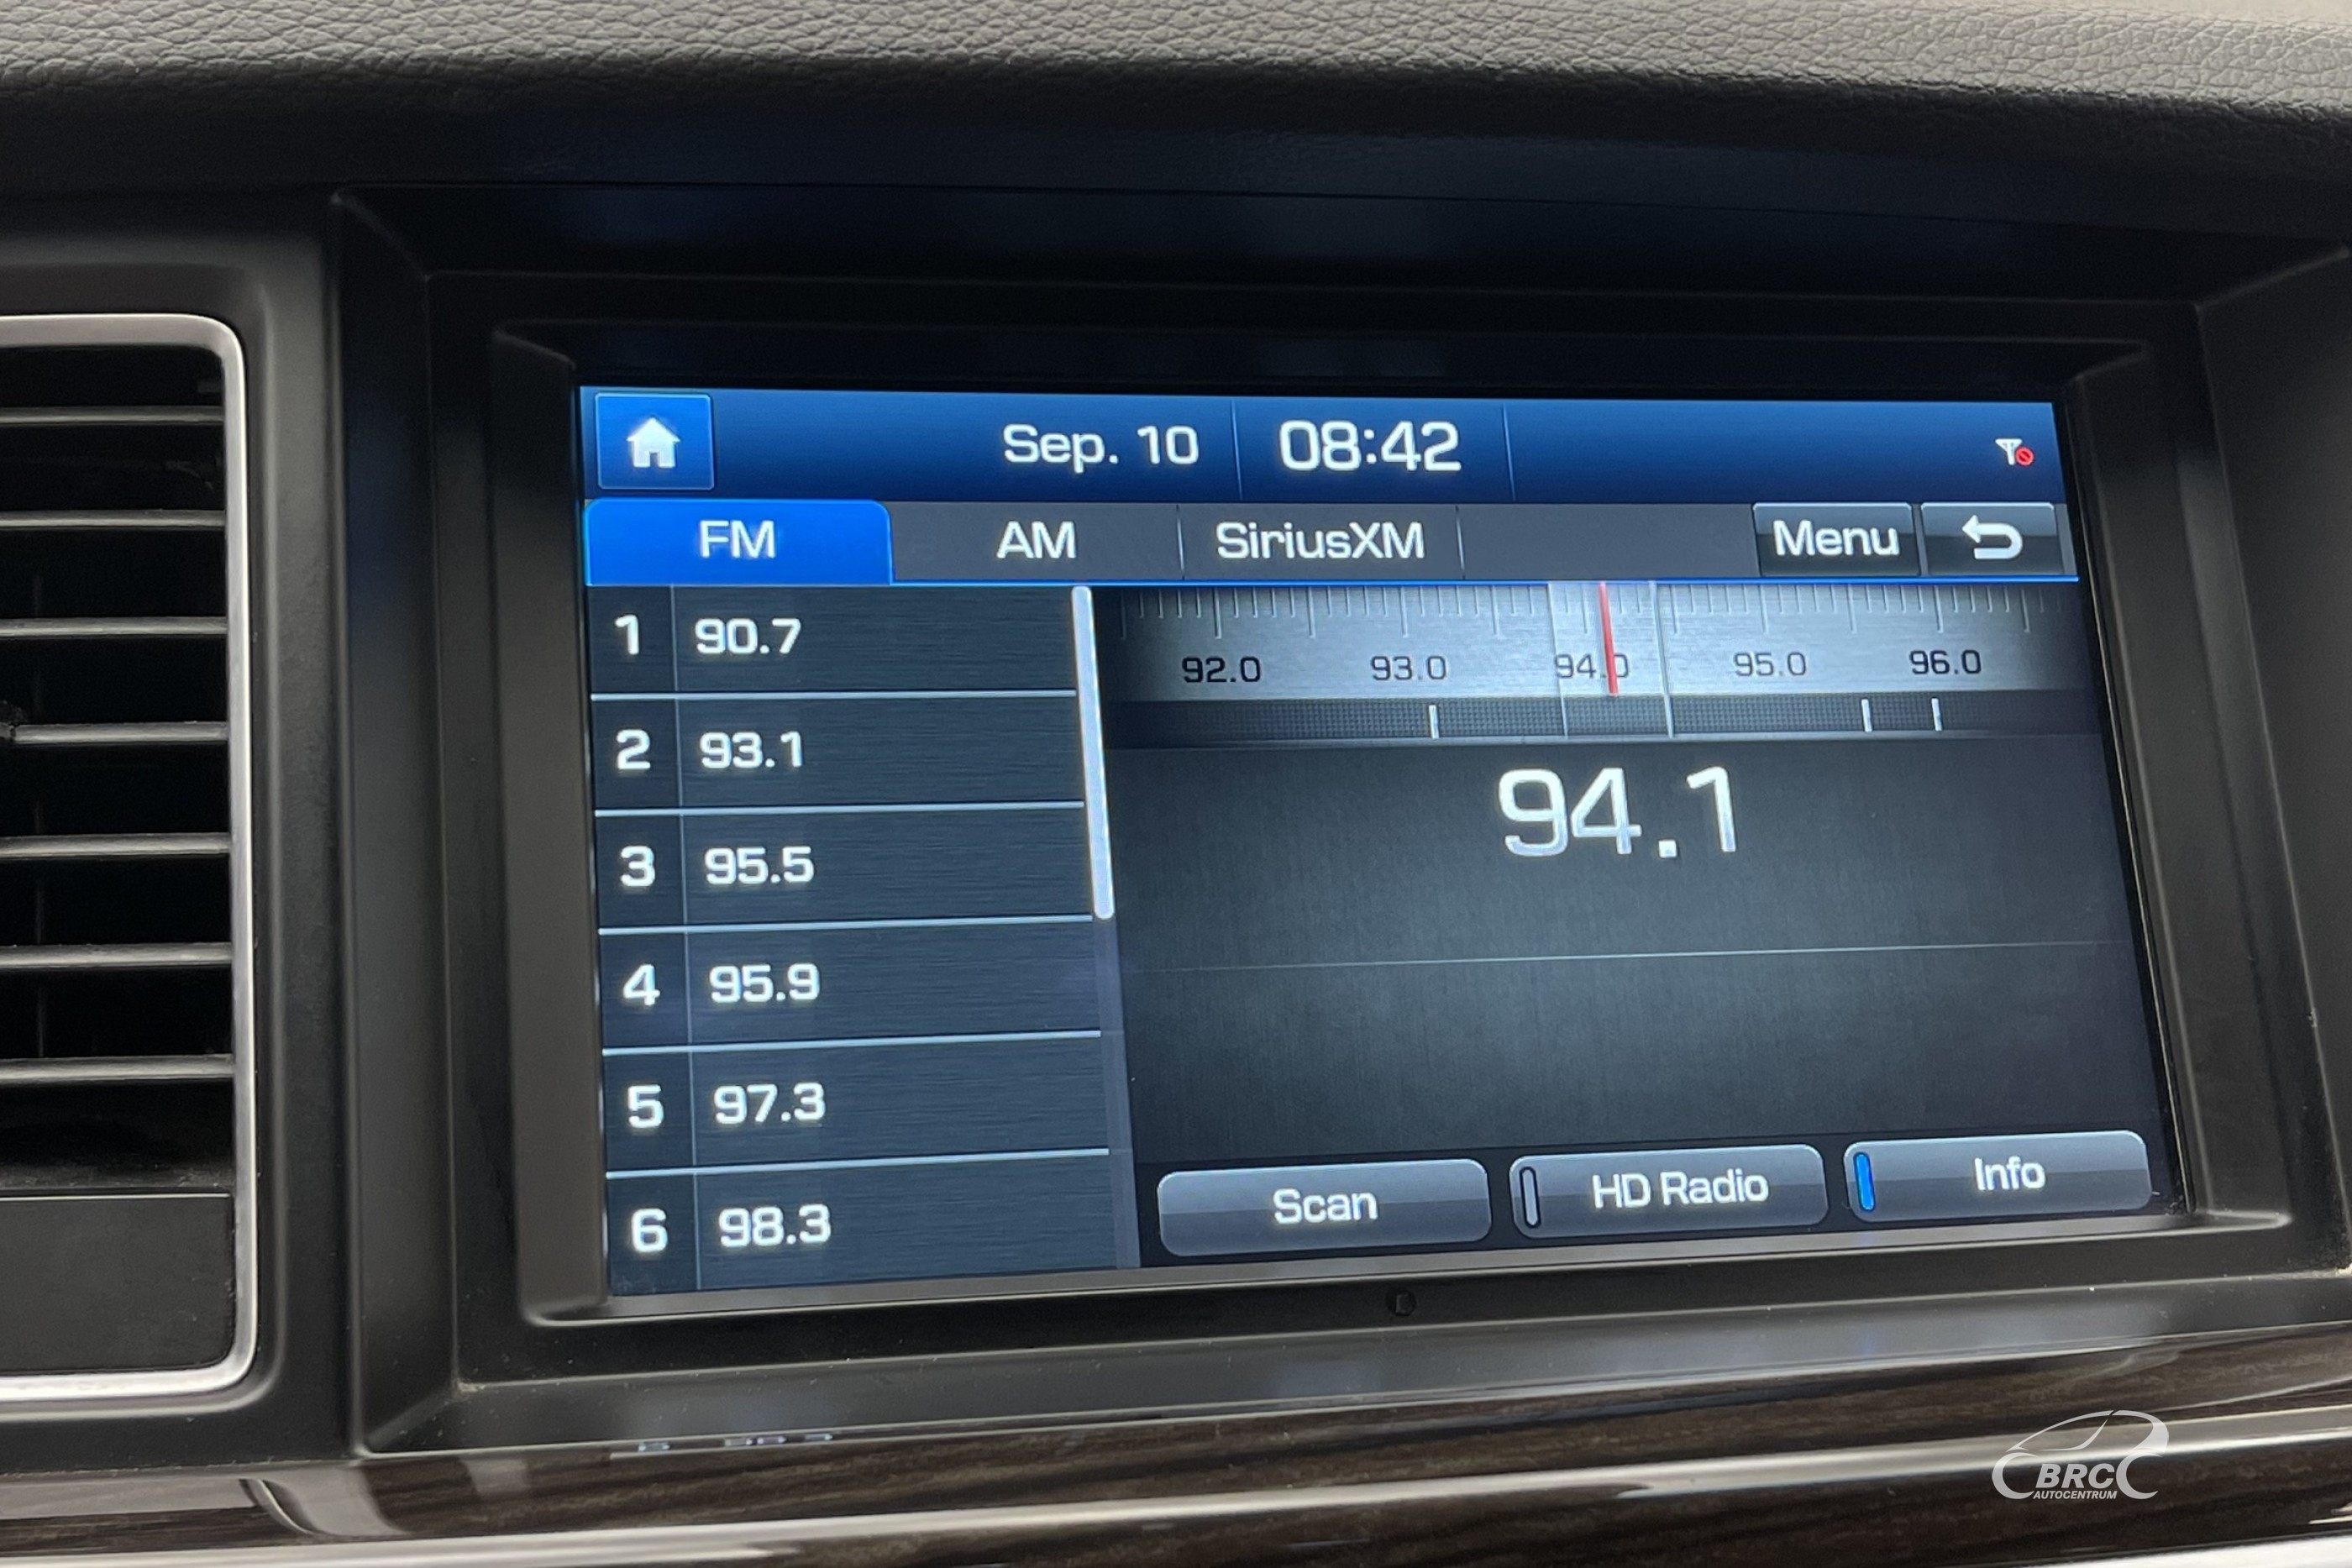 Sep. 10 08:42
FM AM SiriusXM Menu
1 90.7
2 93.1
3 95.5
4 95.9
5 97.3
6 98.3
92.0 93.0 94.0 95.0 96.0
94.1
Scan HD Radio Info
BRC
AUTOCENTRUM